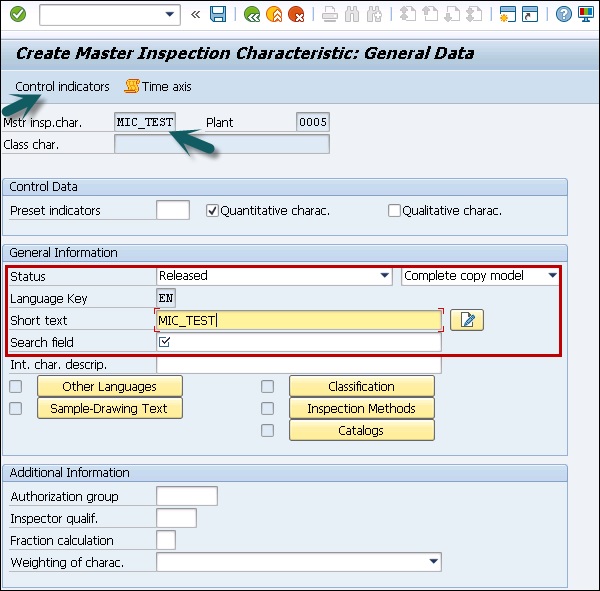 Create Master Inspection Characteristic: General Data
Control indicators Time axis
Mstr insp.char. MIC_TEST Plant 0005
Class char.
Control Data
Preset indicators Quantitative charac. Qualitative charac.
General Information
Status Released Complete copy model
Language Key EN
Short text MIC_TEST
Search field
Int. char. descrip.
Other Languages Classification
Sample-Drawing Text Inspection Methods
Catalogs
Additional Information
Authorization group
Inspector qualif.
Fraction calculation
Weighting of charac.